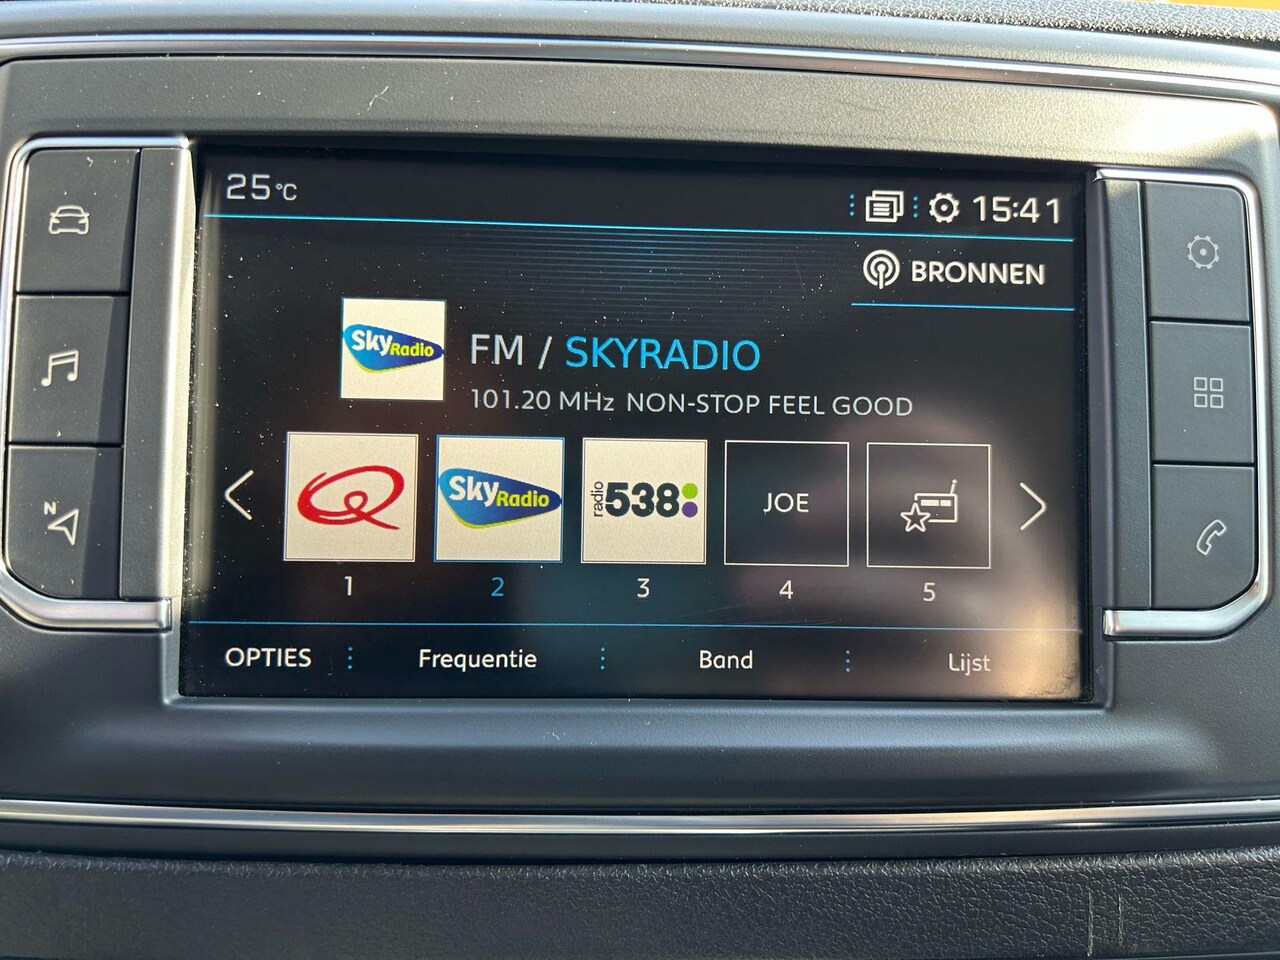 25°C
15:41
BRONNEN
Sky Radio
FM / SKYRADIO
101.20 MHz NON-STOP FEEL GOOD
Q
Sky Radio
radio 538
JOE
1 2 3 4 5
N
OPTIES Frequentie Band Lijst